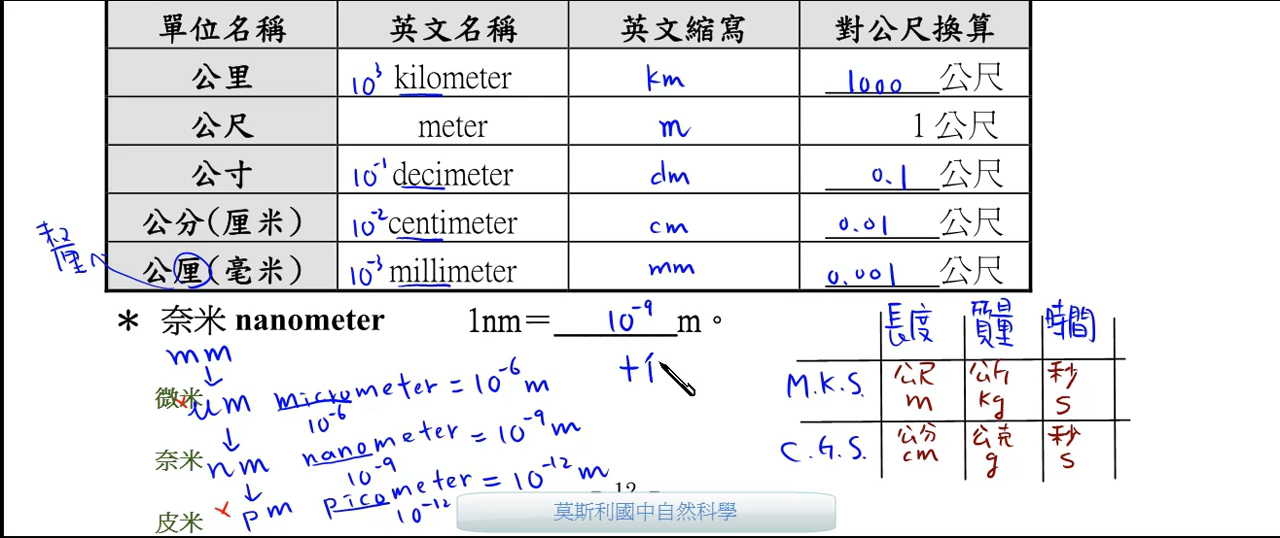 單位名稱 英文名稱 英文縮寫 對公尺換算
公里 10³ kilometer km 1000 公尺
公尺 meter m 1公尺
公寸 10⁻¹ decimeter dm 0.1 公尺
公分(厘米) 10⁻² centimeter cm 0.01 公尺
公厘(毫米) 10⁻³ millimeter mm 0.001 公尺
厘
＊ 奈米 nanometer 1nm＝ 10⁻⁹ m。
mm
↓
微米 μm micrometer = 10⁻⁶ m
10⁻⁶
↓
奈米 nm nanometer = 10⁻⁹ m
10⁻⁹
↓
皮米 pm picometer = 10⁻¹² m
10⁻¹²
長度 質量 時間
M.K.S. 公尺 公斤 秒
m kg s
C.G.S. 公分 公克 秒
cm g s
- 12 -
莫斯利國中自然科學